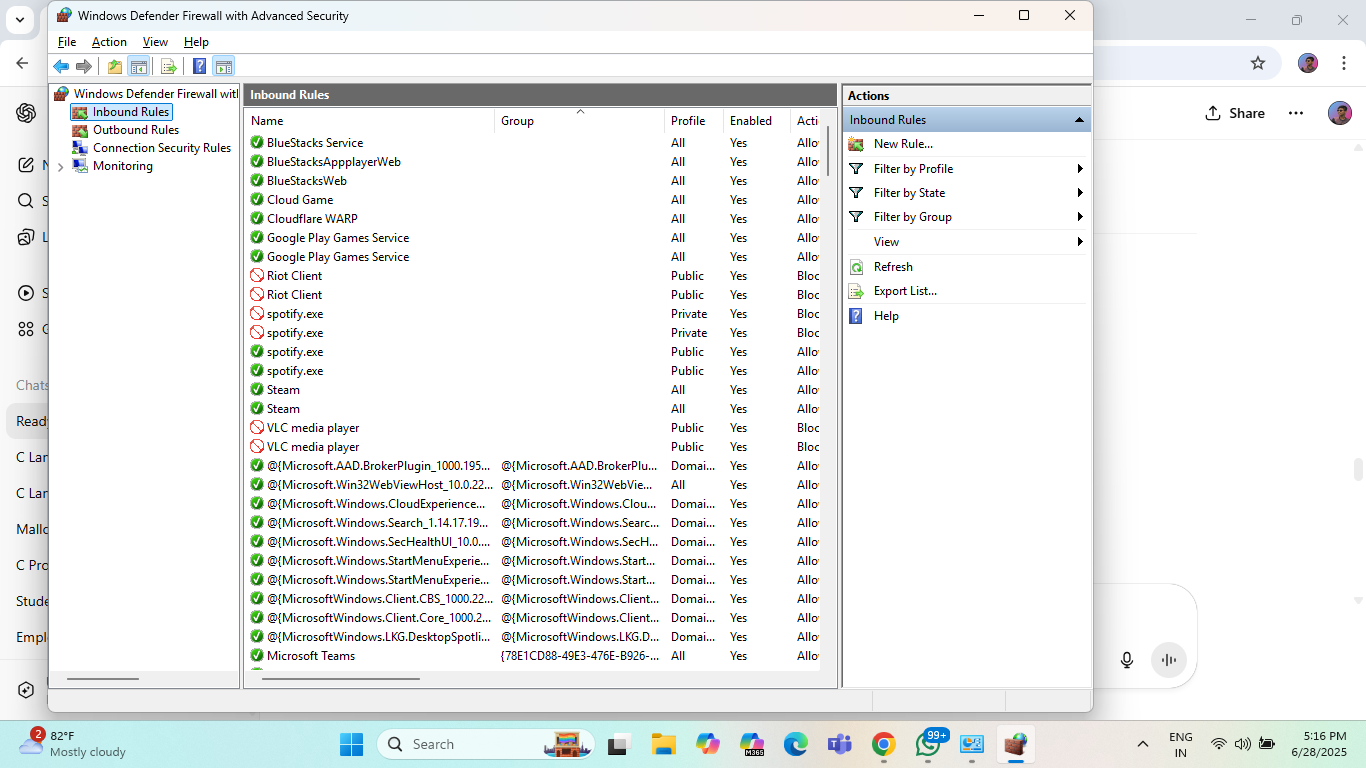 Windows Defender Firewall with Advanced Security
File Action View Help
Windows Defender Firewall wit
Inbound Rules
Outbound Rules
Connection Security Rules
Monitoring
Inbound Rules
Name Group Profile Enabled Acti
BlueStacks Service All Yes Allo
BlueStacksAppplayerWeb All Yes Allo
BlueStacksWeb All Yes Allo
Cloud Game All Yes Allo
Cloudflare WARP All Yes Allo
Google Play Games Service All Yes Allo
Google Play Games Service All Yes Allo
Riot Client Public Yes Bloc
Riot Client Public Yes Bloc
spotify.exe Private Yes Bloc
spotify.exe Private Yes Bloc
spotify.exe Public Yes Allo
spotify.exe Public Yes Allo
Steam All Yes Allo
Steam All Yes Allo
VLC media player Public Yes Bloc
VLC media player Public Yes Bloc
@{Microsoft.AAD.BrokerPlugin_1000.195... @{Microsoft.AAD.BrokerPlu... Domai... Yes Allo
@{Microsoft.Win32WebViewHost_10.0.22... @{Microsoft.Win32WebVie... All Yes Allo
@{Microsoft.Windows.CloudExperience... @{Microsoft.Windows.Clou... Domai... Yes Allo
@{Microsoft.Windows.Search_1.14.17.19... @{Microsoft.Windows.Searc... Domai... Yes Allo
@{Microsoft.Windows.SecHealthUI_10.0.... @{Microsoft.Windows.SecH... Domai... Yes Allo
@{Microsoft.Windows.StartMenuExperie... @{Microsoft.Windows.Start... Domai... Yes Allo
@{Microsoft.Windows.StartMenuExperie... @{Microsoft.Windows.Start... Domai... Yes Allo
@{MicrosoftWindows.Client.CBS_1000.22... @{MicrosoftWindows.Client... Domai... Yes Allo
@{MicrosoftWindows.Client.Core_1000.2... @{MicrosoftWindows.Client... Domai... Yes Allo
@{MicrosoftWindows.LKG.DesktopSpotli... @{MicrosoftWindows.LKG.D... Domai... Yes Allo
Microsoft Teams {78E1CD88-49E3-476E-B926-... All Yes Allo
Actions
Inbound Rules
New Rule...
Filter by Profile
Filter by State
Filter by Group
View
Refresh
Export List...
Help
Share
Chats
Ready
C Lan
C Lan
Mallo
C Pro
Stude
Empl
2
82°F
Mostly cloudy
Search
M365
99+
ENG
IN
5:16 PM
6/28/2025